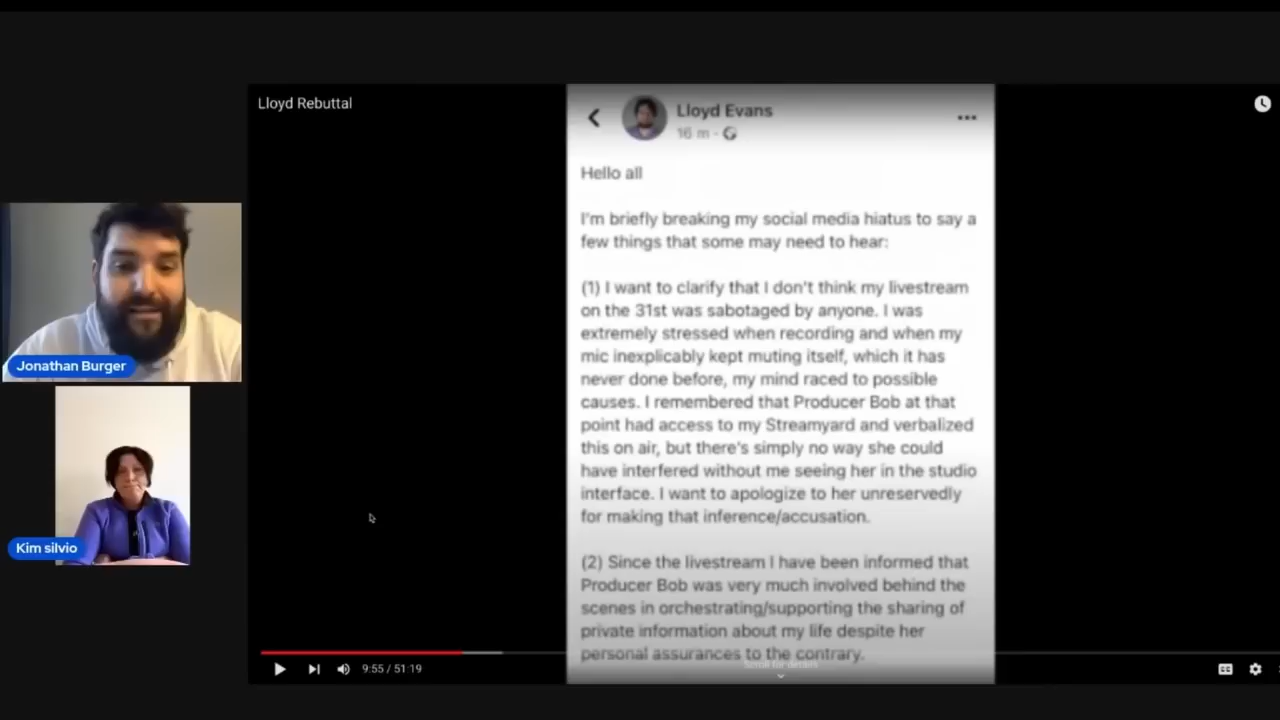 Lloyd Rebuttal
Lloyd Evans
16 m
Hello all
I'm briefly breaking my social media hiatus to say a
few things that some may need to hear:
(1) I want to clarify that I don't think my livestream
on the 31st was sabotaged by anyone. I was
extremely stressed when recording and when my
mic inexplicably kept muting itself, which it has
never done before, my mind raced to possible
causes. I remembered that Producer Bob at that
point had access to my Streamyard and verbalized
this on air, but there's simply no way she could
have interfered without me seeing her in the studio
interface. I want to apologize to her unreservedly
for making that inference/accusation.
(2) Since the livestream I have been informed that
Producer Bob was very much involved behind the
scenes in orchestrating/supporting the sharing of
private information about my life despite her
personal assurances to the contrary.
Scroll for details
Jonathan Burger
Kim silvio
9:55 / 51:19
CC